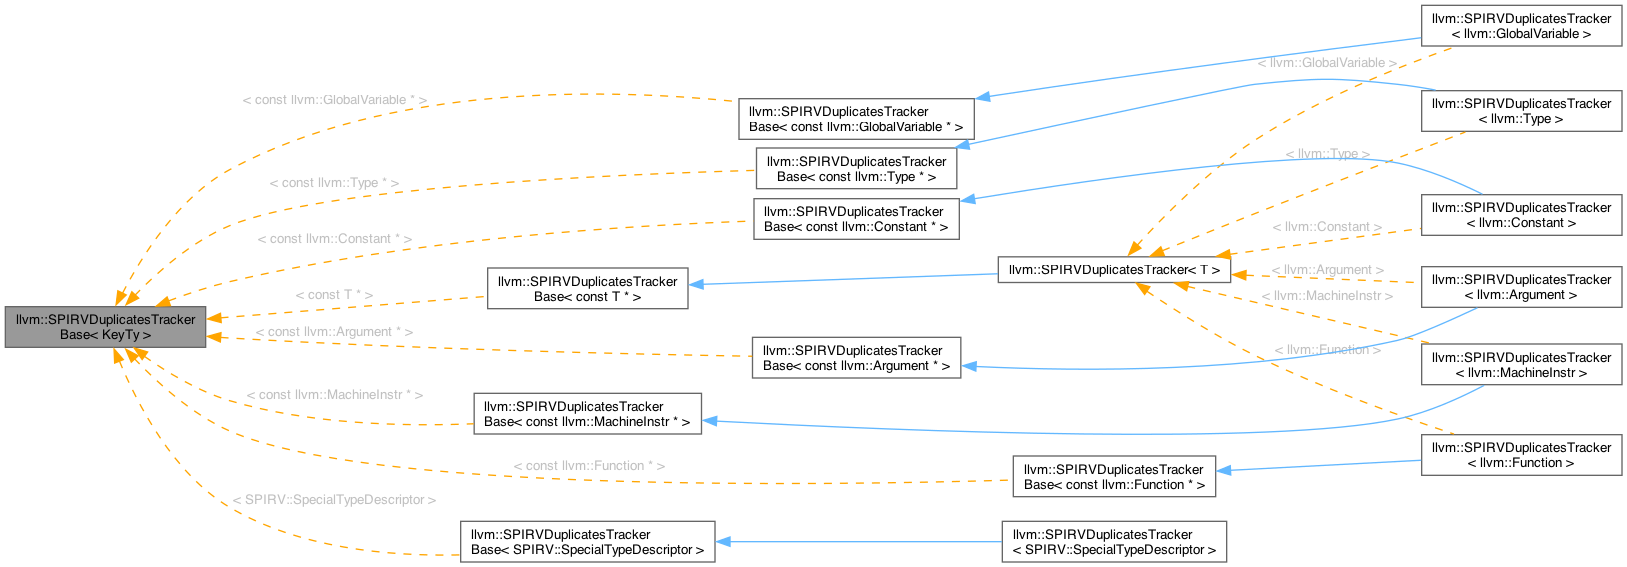 llvm::SPIRVDuplicatesTracker
< llvm::GlobalVariable >
< llvm::GlobalVariable >
< const llvm::GlobalVariable * >
llvm::SPIRVDuplicatesTracker
Base< const llvm::GlobalVariable * >
llvm::SPIRVDuplicatesTracker
< llvm::Type >
< llvm::Type >
llvm::SPIRVDuplicatesTracker
Base< const llvm::Type * >
< const llvm::Type * >
llvm::SPIRVDuplicatesTracker
< llvm::Constant >
llvm::SPIRVDuplicatesTracker
Base< const llvm::Constant * >
< llvm::Constant >
< const llvm::Constant * >
llvm::SPIRVDuplicatesTracker< T >
< llvm::Argument >
llvm::SPIRVDuplicatesTracker
< llvm::Argument >
llvm::SPIRVDuplicatesTracker
Base< const T * >
< const T * >
< llvm::MachineInstr >
llvm::SPIRVDuplicatesTracker
Base< KeyTy >
< const llvm::Argument * >
llvm::SPIRVDuplicatesTracker
Base< const llvm::Argument * >
< llvm::Function >
llvm::SPIRVDuplicatesTracker
< llvm::MachineInstr >
< const llvm::MachineInstr * >
llvm::SPIRVDuplicatesTracker
Base< const llvm::MachineInstr * >
llvm::SPIRVDuplicatesTracker
< llvm::Function >
< const llvm::Function * >
llvm::SPIRVDuplicatesTracker
Base< const llvm::Function * >
< SPIRV::SpecialTypeDescriptor >
llvm::SPIRVDuplicatesTracker
Base< SPIRV::SpecialTypeDescriptor >
llvm::SPIRVDuplicatesTracker
< SPIRV::SpecialTypeDescriptor >